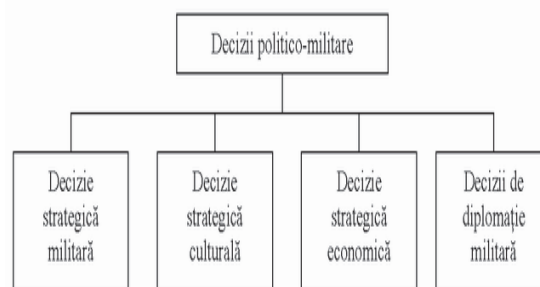 Decizii politico-militare
Decizie
strategică
militară
Decizie
strategică
culturală
Decizie
strategică
economică
Decizii de
diplomație
militară